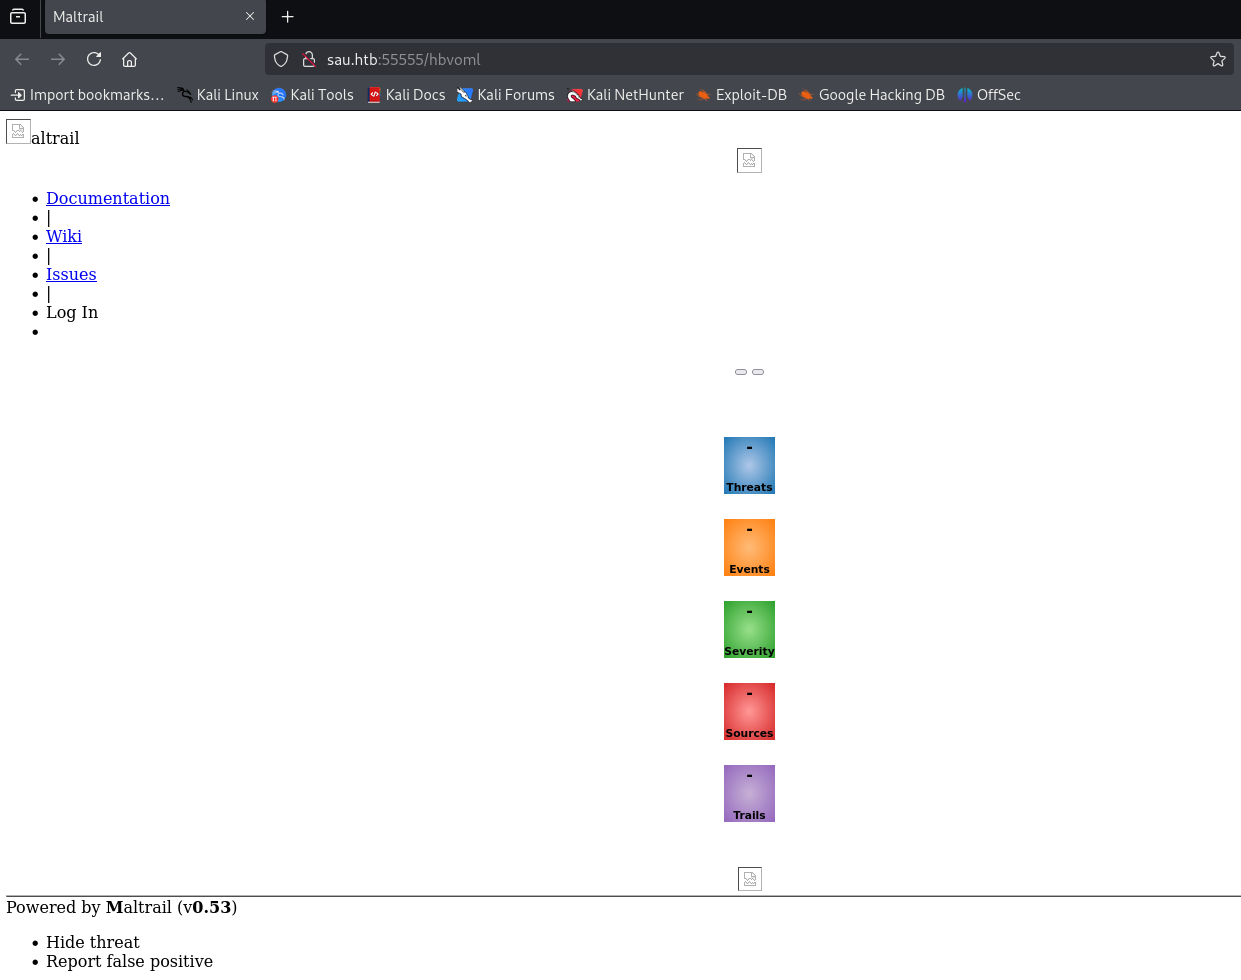 Maltrail
sau.htb:55555/hbvoml
Import bookmarks… Kali Linux Kali Tools Kali Docs Kali Forums Kali NetHunter Exploit-DB Google Hacking DB OffSec
altrail
Documentation
|
Wiki
|
Issues
|
Log In
-
Threats
-
Events
-
Severity
-
Sources
-
Trails
Powered by Maltrail (v0.53)
Hide threat
Report false positive